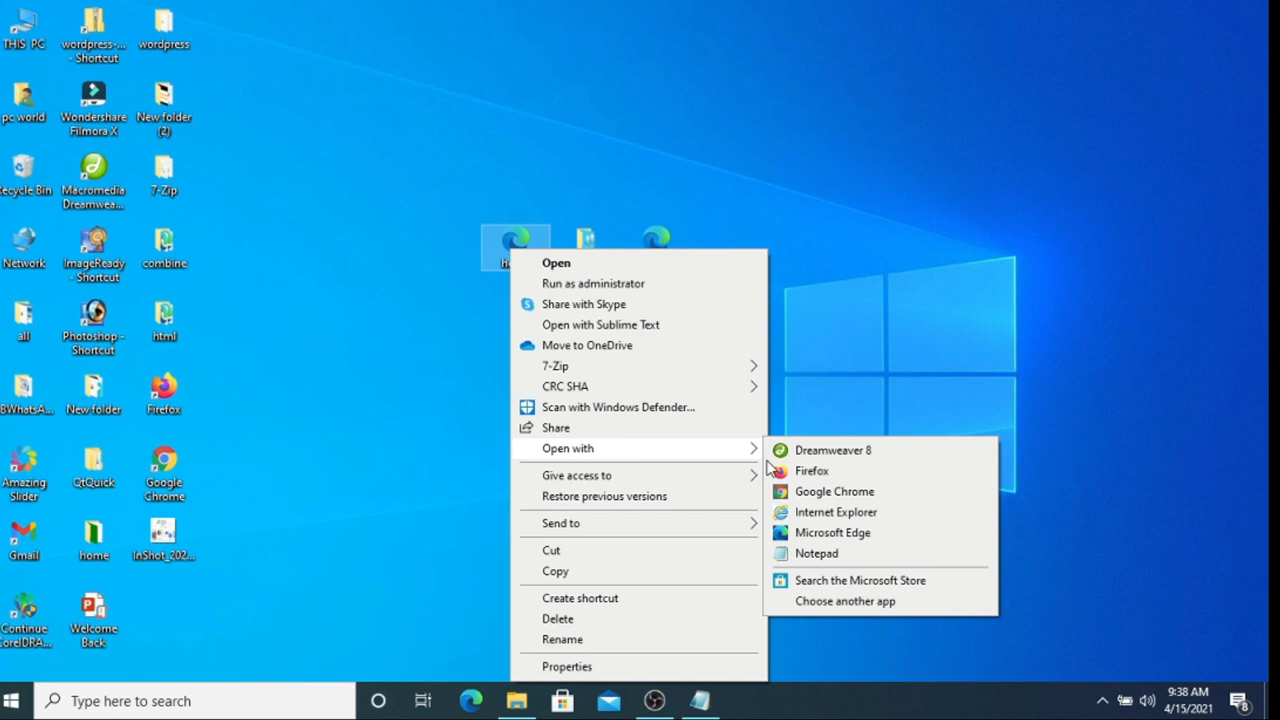 THIS PC
wordpress-...
- Shortcut
wordpress
pc world
Wondershare
Filmora X
New folder
(2)
ecycle Bin
Macromedia
Dreamwea...
7-Zip
Network
ImageReady
- Shortcut
combine
all
Photoshop -
Shortcut
html
BWhatsA...
New folder
Firefox
Amazing
Slider
QtQuick
Google
Chrome
Gmail
home
InShot_202...
Continue
CorelDRA...
Welcome
Back
Open
Run as administrator
Share with Skype
Open with Sublime Text
Move to OneDrive
7-Zip
CRC SHA
Scan with Windows Defender...
Share
Open with
Give access to
Restore previous versions
Send to
Cut
Copy
Create shortcut
Delete
Rename
Properties
Dreamweaver 8
Firefox
Google Chrome
Internet Explorer
Microsoft Edge
Notepad
Search the Microsoft Store
Choose another app
Type here to search
9:38 AM
4/15/2021
8